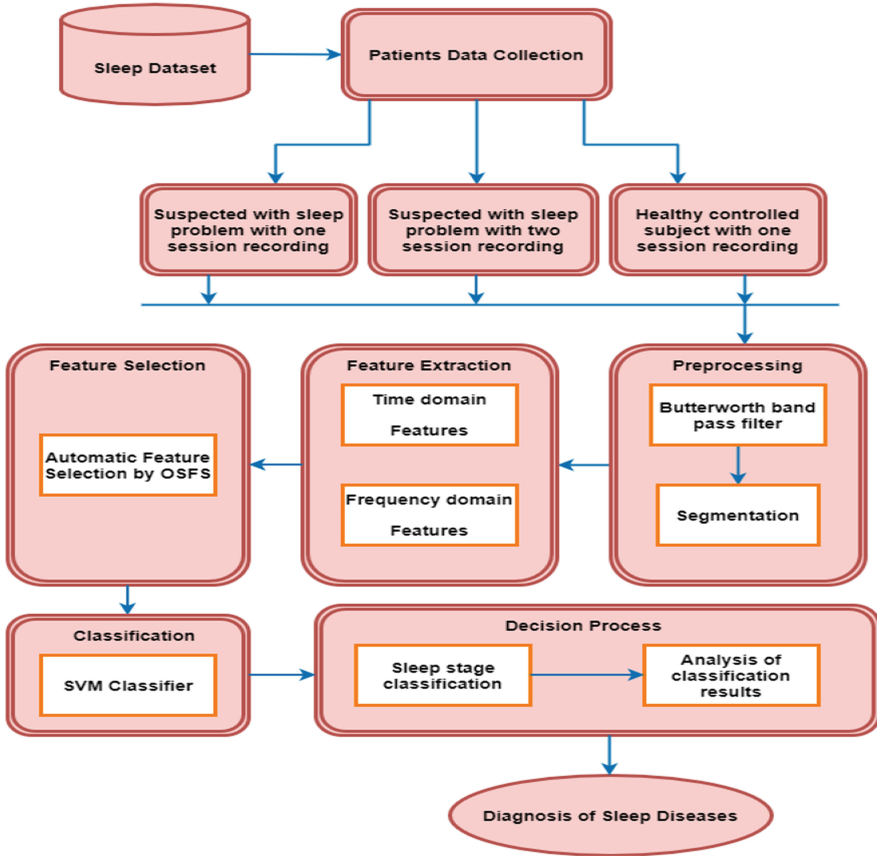 Sleep Dataset
Patients Data Collection
Suspected with sleep
problem with one
session recording
Suspected with sleep
problem with two
session recording
Healthy controlled
subject with one
session recording
Feature Selection
Automatic Feature
Selection by OSFS
Feature Extraction
Time domain
Features
Frequency domain
Features
Preprocessing
Butterworth band
pass filter
Segmentation
Classification
SVM Classifier
Decision Process
Sleep stage
classification
Analysis of
classification
results
Diagnosis of Sleep Diseases